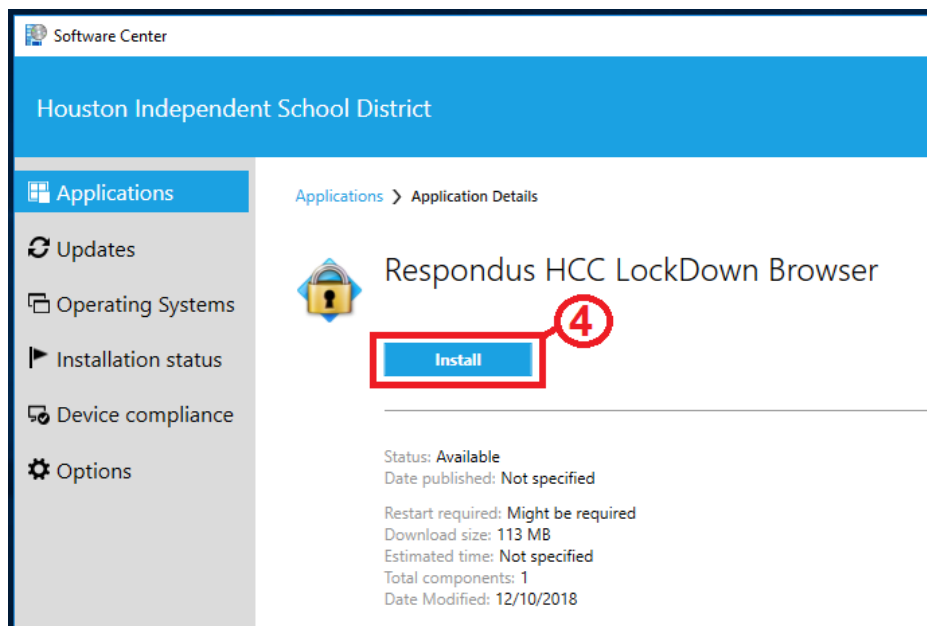 Software Center
Houston Independent School District
Applications
Updates
Operating Systems
Installation status
Device compliance
Options
Applications ❯ Application Details
Respondus HCC LockDown Browser
4
Install
Status: Available
Date published: Not specified
Restart required: Might be required
Download size: 113 MB
Estimated time: Not specified
Total components: 1
Date Modified: 12/10/2018